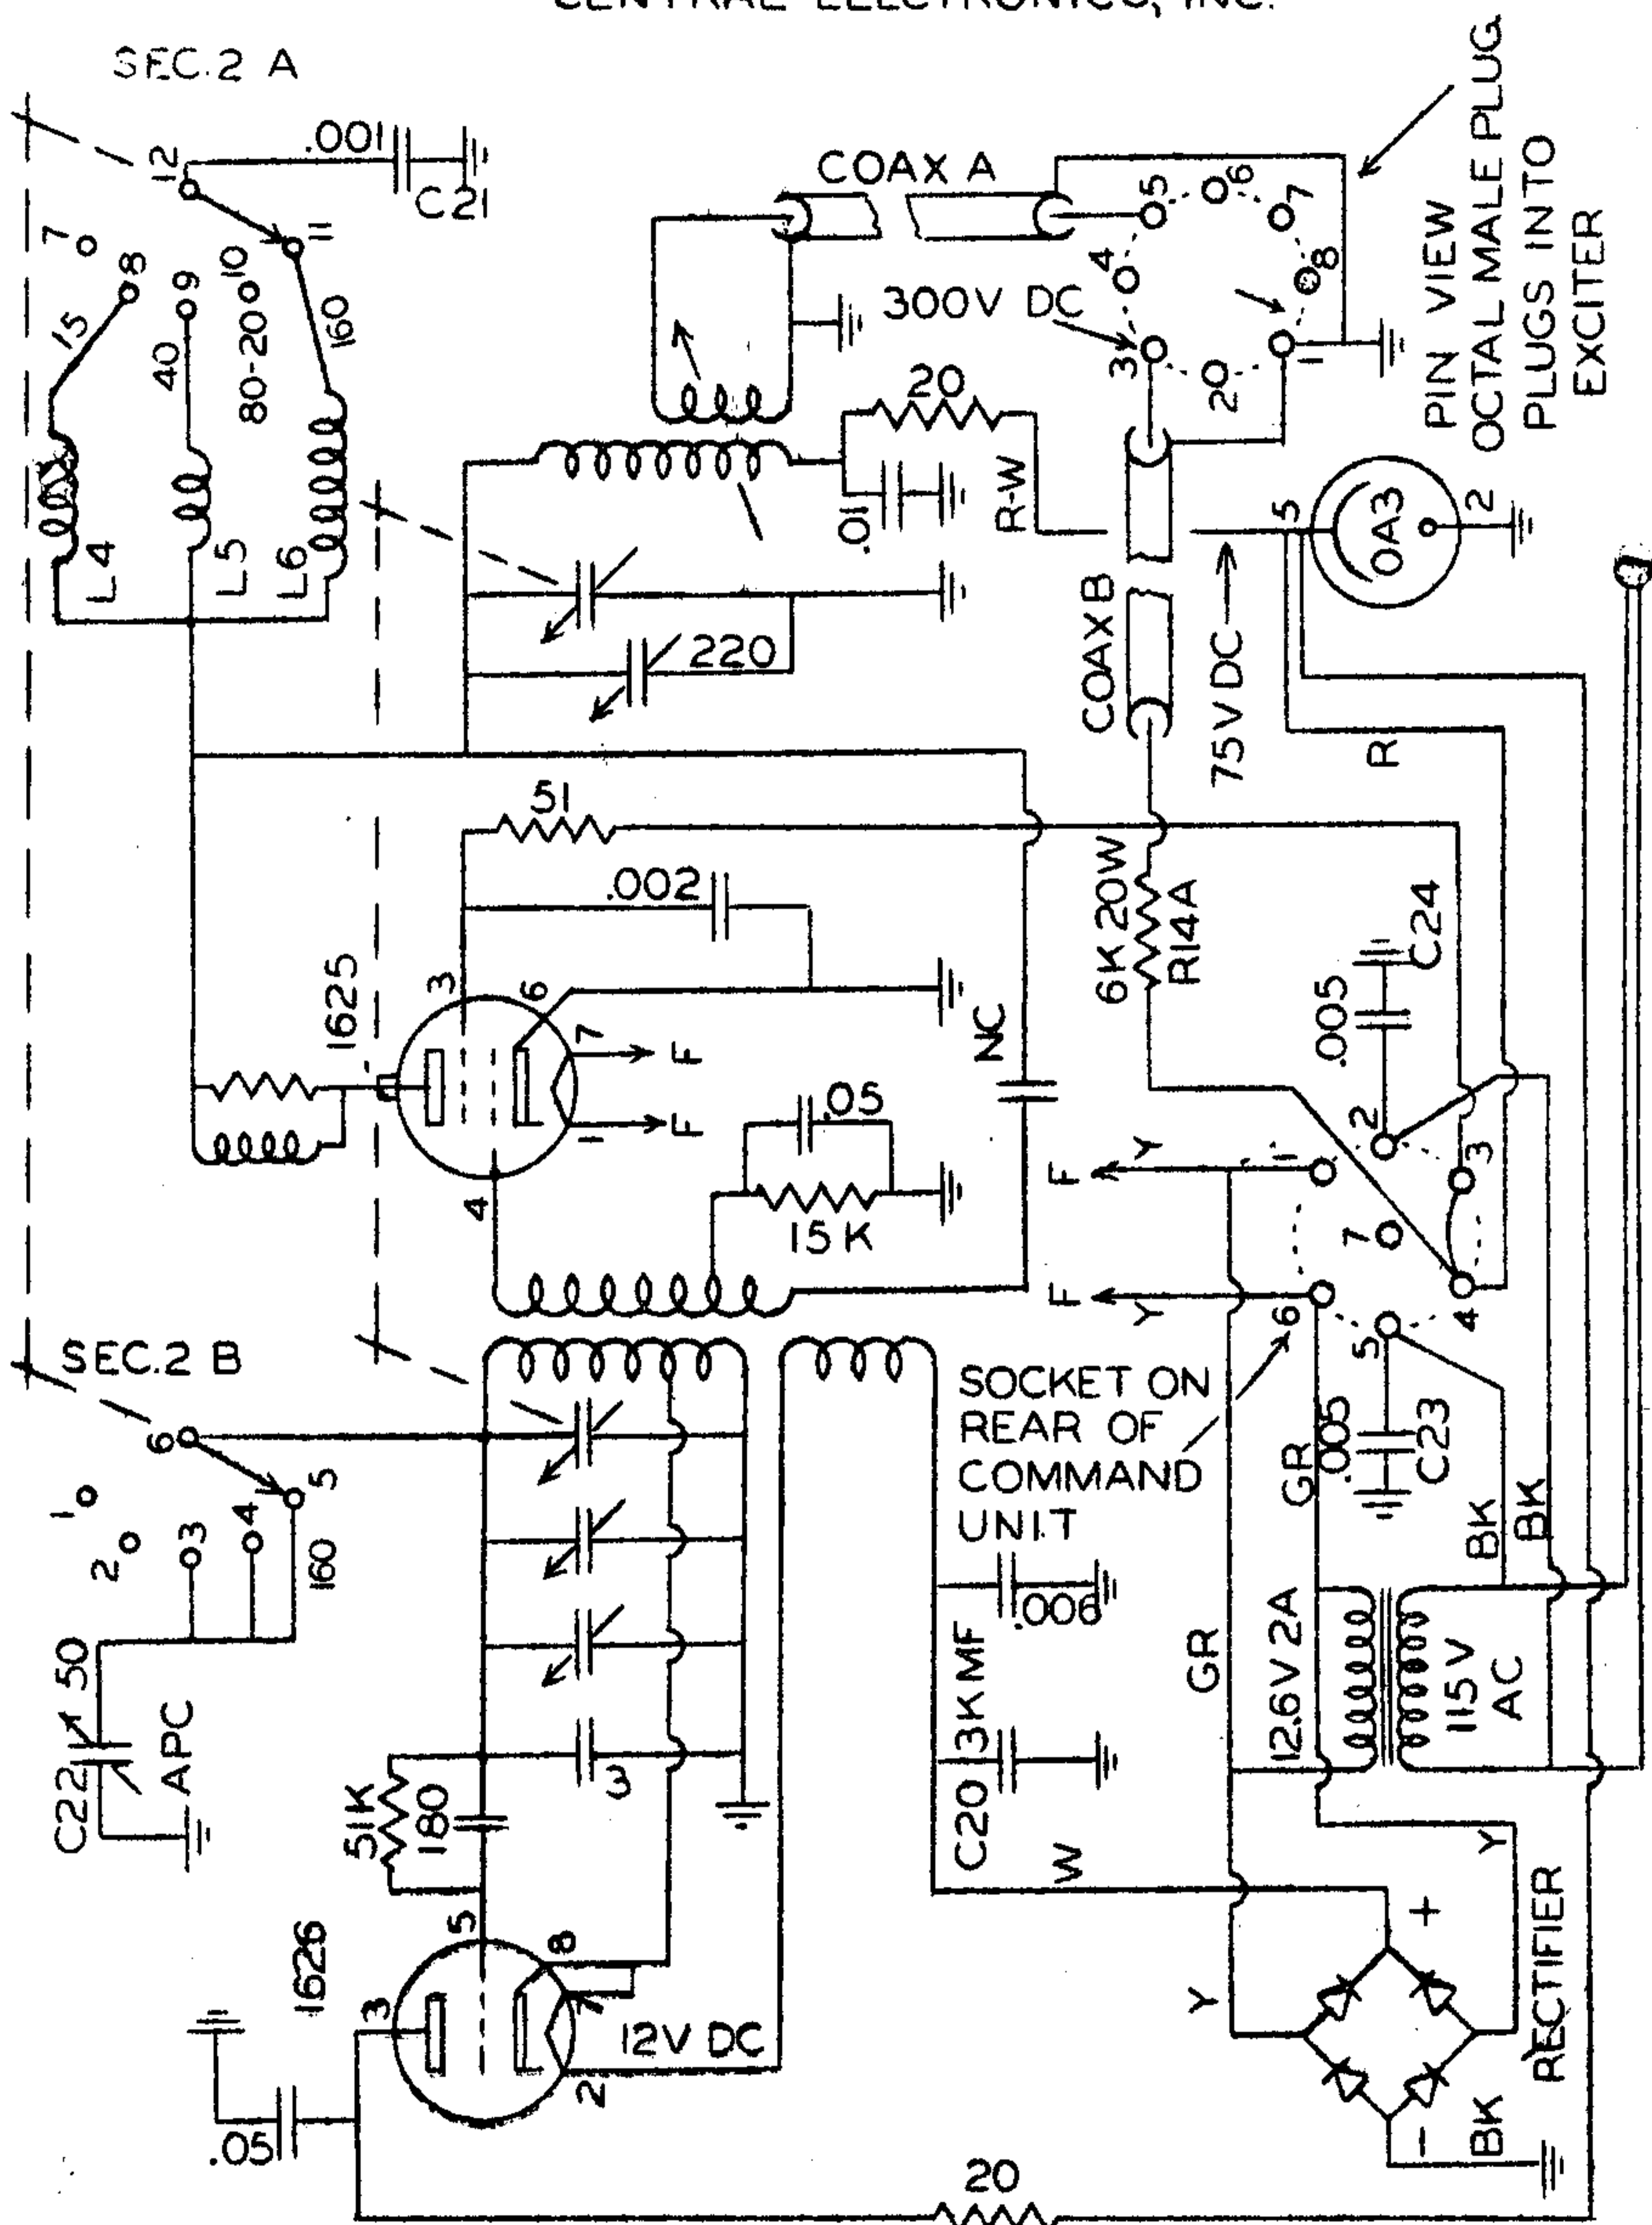 SEC.2 A
12
.001
C21
7
8
15
9
40
10
80-20
11
160
L4
L5
L6
COAX A
5
6
7
4
300V DC
8
3
2
1
20
.01
R-W
PIN VIEW
OCTAL MALE PLUG
PLUGS INTO
EXCITER
220
COAX B
75V DC
5
OA3
2
R
51
.002
1625
3
6
7
F
1
F
4
NC
6K 20W
R14A
.005
C24
.05
15K
F
Y
1
2
3
7
F
Y
6
5
4
SEC.2 B
6
1
5
2
3
4
160
SOCKET ON
REAR OF
COMMAND
UNIT
GR
.005
C23
BK
BK
C22
50
APC
51K
180
3
.006
C20
3K MF
GR
12.6V 2A
115V
AC
W
Y
1626
5
3
8
7
2
12V DC
.05
Y
+
-
BK
RECTIFIER
20